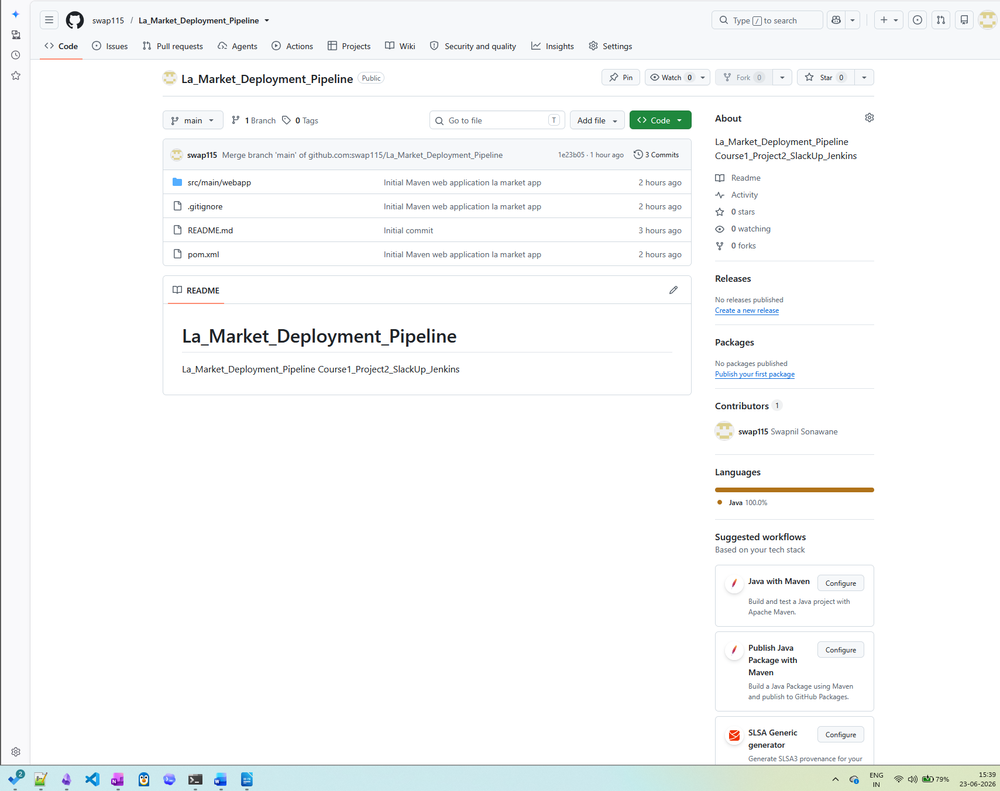 swap115 / La_Market_Deployment_Pipeline
Type / to search
Code Issues Pull requests Agents Actions Projects Wiki Security and quality Insights Settings
La_Market_Deployment_Pipeline Public
Pin Watch 0 Fork 0 Star 0
main 1 Branch 0 Tags Go to file T Add file Code
swap115 Merge branch 'main' of github.com:swap115/La_Market_Deployment_Pipeline 1e23b05 · 1 hour ago 3 Commits
src/main/webapp Initial Maven web application la market app 2 hours ago
.gitignore Initial Maven web application la market app 2 hours ago
README.md Initial commit 3 hours ago
pom.xml Initial Maven web application la market app 2 hours ago
README
La_Market_Deployment_Pipeline
La_Market_Deployment_Pipeline Course1_Project2_SlackUp_Jenkins
About
La_Market_Deployment_Pipeline
Course1_Project2_SlackUp_Jenkins
Readme
Activity
0 stars
0 watching
0 forks
Releases
No releases published
Create a new release
Packages
No packages published
Publish your first package
Contributors 1
swap115 Swapnil Sonawane
Languages
Java 100.0%
Suggested workflows
Based on your tech stack
Java with Maven Configure
Build and test a Java project with
Apache Maven.
Publish Java Configure
Package with
Maven
Build a Java Package using Maven
and publish to GitHub Packages.
SLSA Generic Configure
generator
Generate SLSA3 provenance for your
2
ENG
IN
79%
15:39
23-06-2026